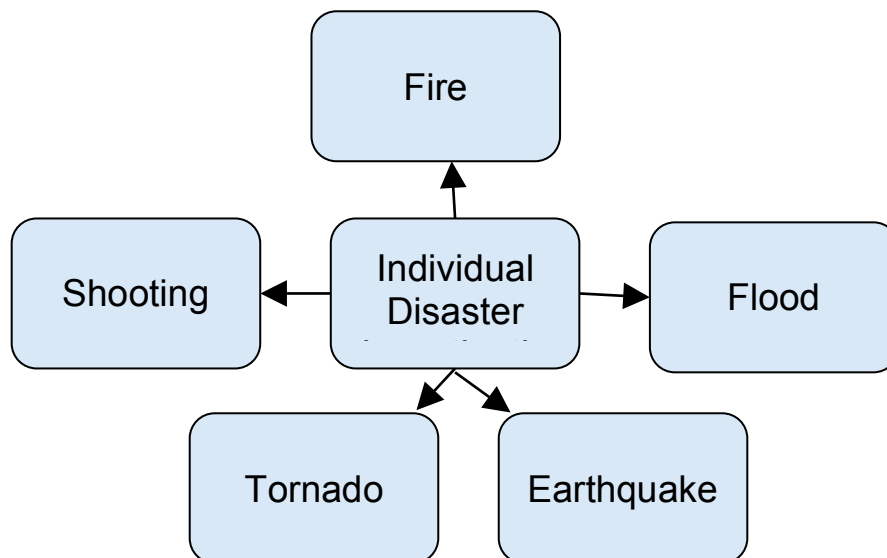 Fire
Shooting
Individual
Disaster
Flood
Tornado
Earthquake